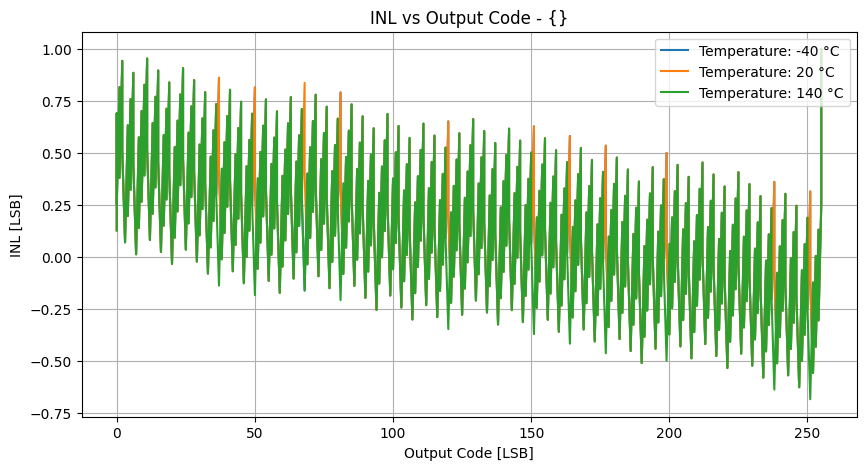 INL vs Output Code - {}
Temperature: -40 °C
Temperature: 20 °C
Temperature: 140 °C
INL [LSB]
1.00
0.75
0.50
0.25
0.00
−0.25
−0.50
−0.75
0
50
100
150
200
250
Output Code [LSB]